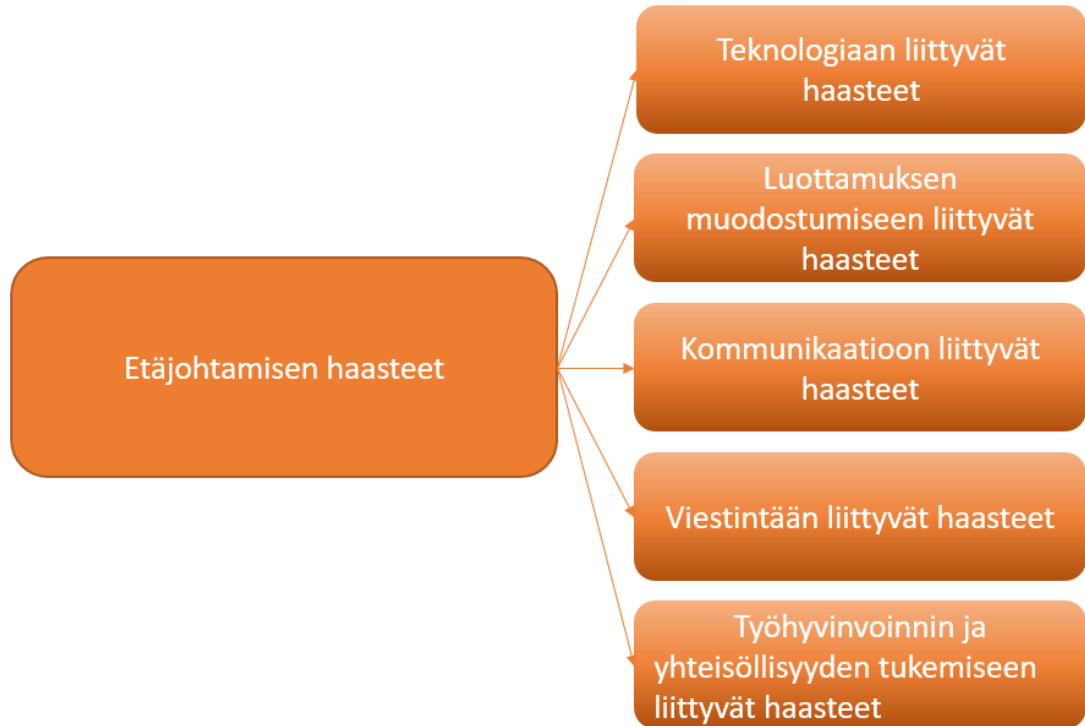 Etäjohtamisen haasteet
Teknologiaan liittyvät
haasteet
Luottamuksen
muodostumiseen liittyvät
haasteet
Kommunikaatioon liittyvät
haasteet
Viestintään liittyvät haasteet
Työhyvinvoinnin ja
yhteisöllisyyden tukemiseen
liittyvät haasteet